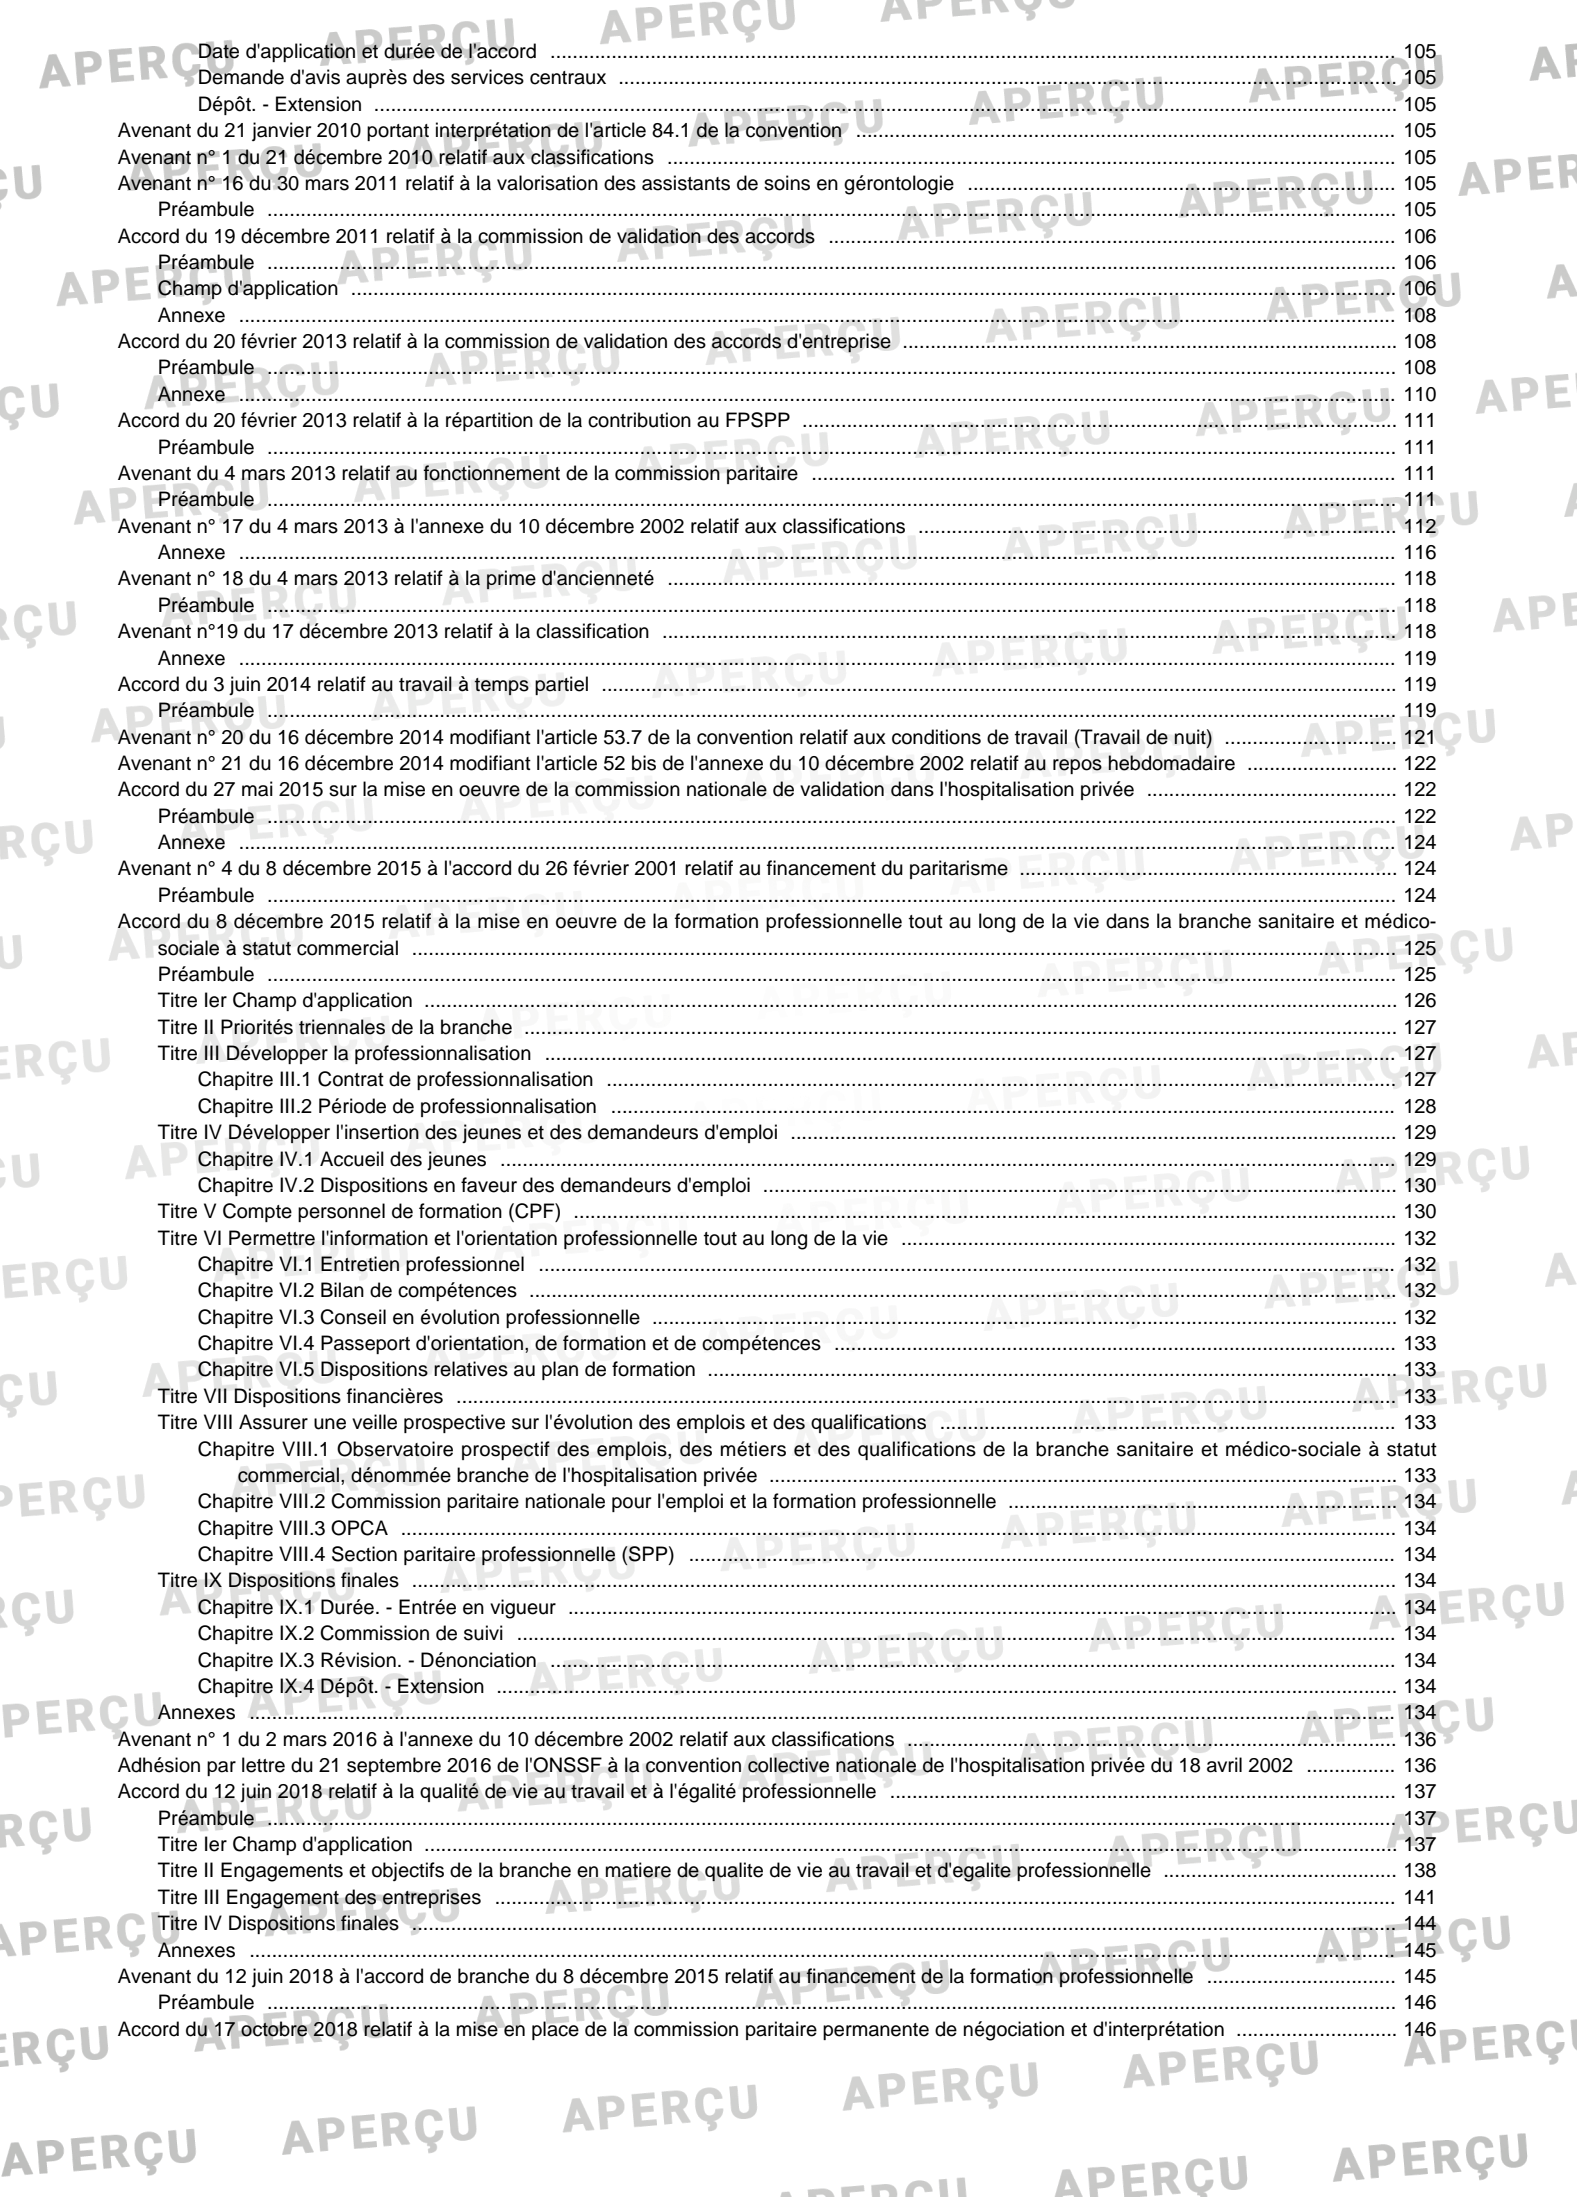 Date d'application et durée de l'accord ........ 105
Demande d'avis auprès des services centraux ........ 105
Dépôt. - Extension ........ 105
Avenant du 21 janvier 2010 portant interprétation de l'article 84.1 de la convention ........ 105
Avenant n° 1 du 21 décembre 2010 relatif aux classifications ........ 105
Avenant n° 16 du 30 mars 2011 relatif à la valorisation des assistants de soins en gérontologie ........ 105
Préambule ........ 105
Accord du 19 décembre 2011 relatif à la commission de validation des accords ........ 106
Préambule ........ 106
Champ d'application ........ 106
Annexe ........ 108
Accord du 20 février 2013 relatif à la commission de validation des accords d'entreprise ........ 108
Préambule ........ 108
Annexe ........ 110
Accord du 20 février 2013 relatif à la répartition de la contribution au FPSPP ........ 111
Préambule ........ 111
Avenant du 4 mars 2013 relatif au fonctionnement de la commission paritaire ........ 111
Préambule ........ 111
Avenant n° 17 du 4 mars 2013 à l'annexe du 10 décembre 2002 relatif aux classifications ........ 112
Annexe ........ 116
Avenant n° 18 du 4 mars 2013 relatif à la prime d'ancienneté ........ 118
Préambule ........ 118
Avenant n°19 du 17 décembre 2013 relatif à la classification ........ 118
Annexe ........ 119
Accord du 3 juin 2014 relatif au travail à temps partiel ........ 119
Préambule ........ 119
Avenant n° 20 du 16 décembre 2014 modifiant l'article 53.7 de la convention relatif aux conditions de travail (Travail de nuit) ........ 121
Avenant n° 21 du 16 décembre 2014 modifiant l'article 52 bis de l'annexe du 10 décembre 2002 relatif au repos hebdomadaire ........ 122
Accord du 27 mai 2015 sur la mise en oeuvre de la commission nationale de validation dans l'hospitalisation privée ........ 122
Préambule ........ 122
Annexe ........ 124
Avenant n° 4 du 8 décembre 2015 à l'accord du 26 février 2001 relatif au financement du paritarisme ........ 124
Préambule ........ 124
Accord du 8 décembre 2015 relatif à la mise en oeuvre de la formation professionnelle tout au long de la vie dans la branche sanitaire et médico-
sociale à statut commercial ........ 125
Préambule ........ 125
Titre Ier Champ d'application ........ 126
Titre II Priorités triennales de la branche ........ 127
Titre III Développer la professionnalisation ........ 127
Chapitre III.1 Contrat de professionnalisation ........ 127
Chapitre III.2 Période de professionnalisation ........ 128
Titre IV Développer l'insertion des jeunes et des demandeurs d'emploi ........ 129
Chapitre IV.1 Accueil des jeunes ........ 129
Chapitre IV.2 Dispositions en faveur des demandeurs d'emploi ........ 130
Titre V Compte personnel de formation (CPF) ........ 130
Titre VI Permettre l'information et l'orientation professionnelle tout au long de la vie ........ 132
Chapitre VI.1 Entretien professionnel ........ 132
Chapitre VI.2 Bilan de compétences ........ 132
Chapitre VI.3 Conseil en évolution professionnelle ........ 132
Chapitre VI.4 Passeport d'orientation, de formation et de compétences ........ 133
Chapitre VI.5 Dispositions relatives au plan de formation ........ 133
Titre VII Dispositions financières ........ 133
Titre VIII Assurer une veille prospective sur l'évolution des emplois et des qualifications ........ 133
Chapitre VIII.1 Observatoire prospectif des emplois, des métiers et des qualifications de la branche sanitaire et médico-sociale à statut
commercial, dénommée branche de l'hospitalisation privée ........ 133
Chapitre VIII.2 Commission paritaire nationale pour l'emploi et la formation professionnelle ........ 134
Chapitre VIII.3 OPCA ........ 134
Chapitre VIII.4 Section paritaire professionnelle (SPP) ........ 134
Titre IX Dispositions finales ........ 134
Chapitre IX.1 Durée. - Entrée en vigueur ........ 134
Chapitre IX.2 Commission de suivi ........ 134
Chapitre IX.3 Révision. - Dénonciation ........ 134
Chapitre IX.4 Dépôt. - Extension ........ 134
Annexes ........ 134
Avenant n° 1 du 2 mars 2016 à l'annexe du 10 décembre 2002 relatif aux classifications ........ 136
Adhésion par lettre du 21 septembre 2016 de l'ONSSF à la convention collective nationale de l'hospitalisation privée du 18 avril 2002 ........ 136
Accord du 12 juin 2018 relatif à la qualité de vie au travail et à l'égalité professionnelle ........ 137
Préambule ........ 137
Titre Ier Champ d'application ........ 137
Titre II Engagements et objectifs de la branche en matiere de qualite de vie au travail et d'egalite professionnelle ........ 138
Titre III Engagement des entreprises ........ 141
Titre IV Dispositions finales ........ 144
Annexes ........ 145
Avenant du 12 juin 2018 à l'accord de branche du 8 décembre 2015 relatif au financement de la formation professionnelle ........ 145
Préambule ........ 146
Accord du 17 octobre 2018 relatif à la mise en place de la commission paritaire permanente de négociation et d'interprétation ........ 146
APERÇU